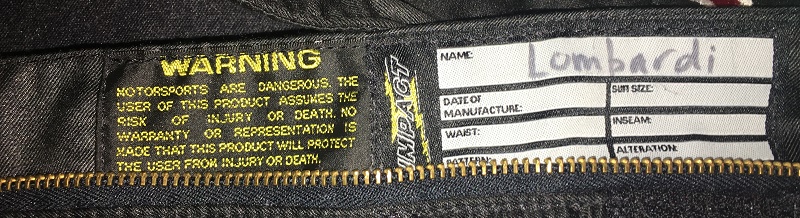 WARNING
MOTORSPORTS ARE DANGEROUS. THE
USER OF THIS PRODUCT ASSUMES THE
RISK OF INJURY OR DEATH. NO
WARRANTY OR REPRESENTATION IS
MADE THAT THIS PRODUCT WILL PROTECT
THE USER FROM INJURY OR DEATH.
IMPACT
NAME: Lombardi
DATE OF
MANUFACTURE:
SUIT SIZE:
WAIST:
INSEAM:
PATTERN:
ALTERATION: